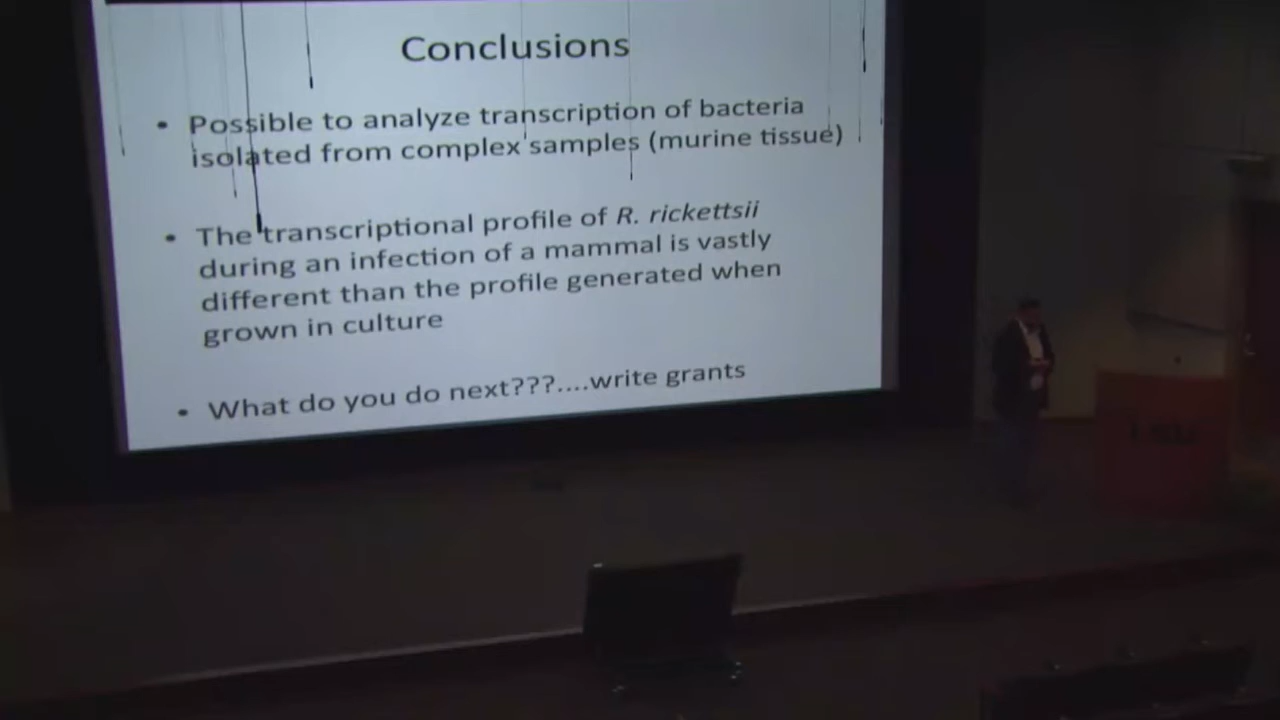 Conclusions
• Possible to analyze transcription of bacteria
isolated from complex samples (murine tissue)
• The transcriptional profile of R. rickettsii
during an infection of a mammal is vastly
different than the profile generated when
grown in culture
• What do you do next???....write grants